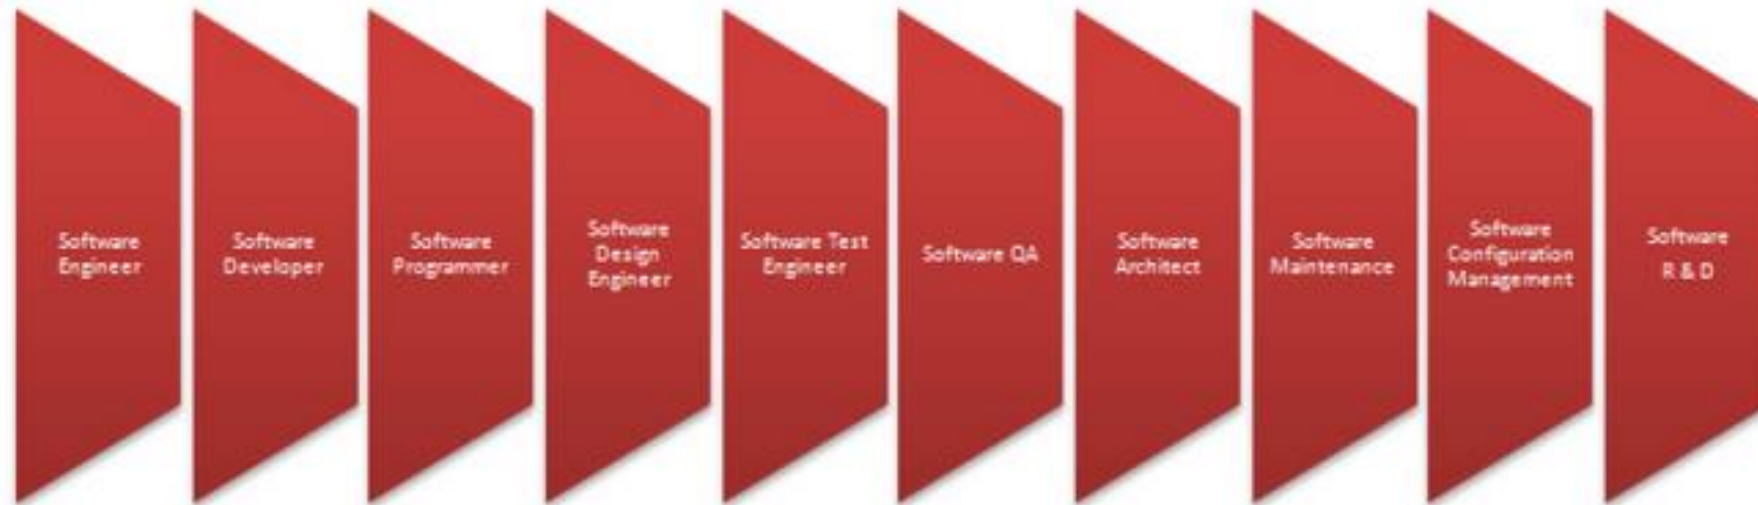 Software
Engineer
Software
Developer
Software
Programmer
Software
Design
Engineer
Software Test
Engineer
Software QA
Software
Architect
Software
Maintenance
Software
Configuration
Management
Software
R & D